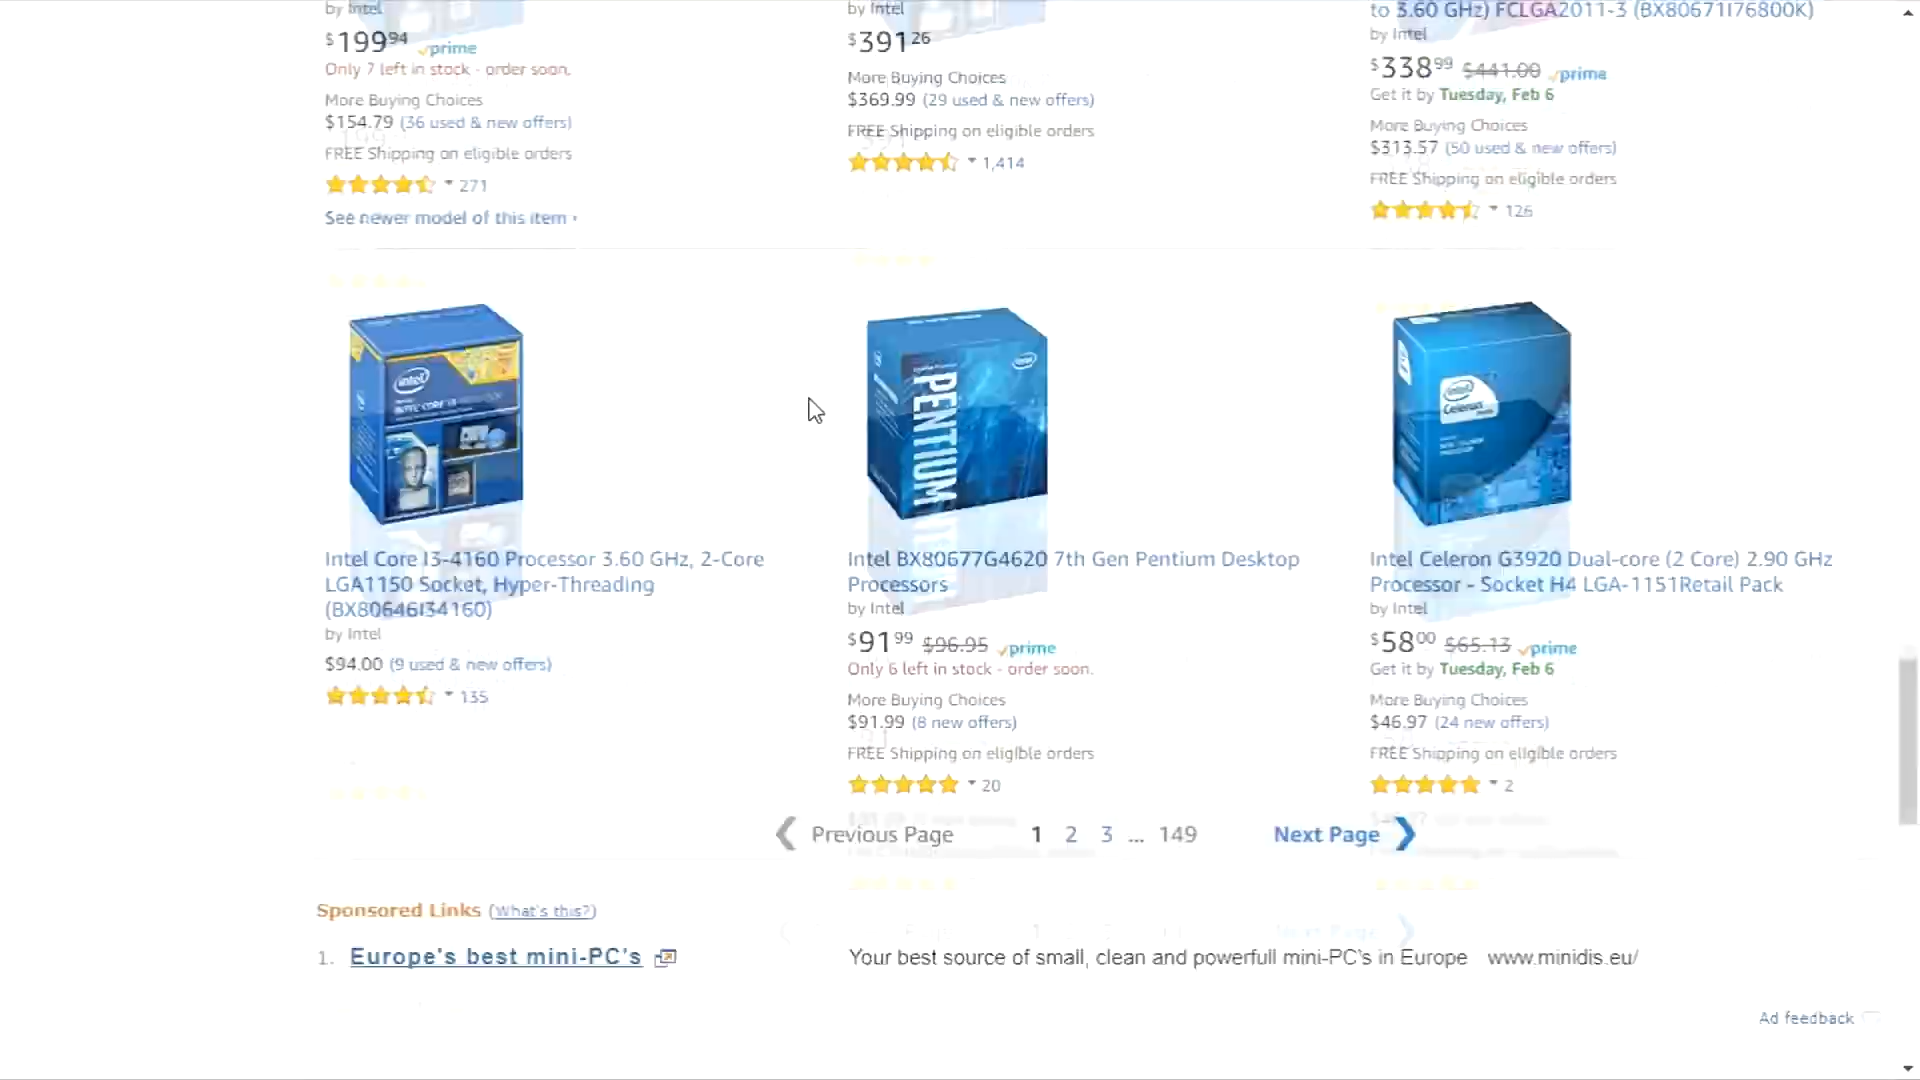 by Intel
$199 94 prime
Only 7 left in stock - order soon.
More Buying Choices
$154.79 (36 used & new offers)
FREE Shipping on eligible orders
271
See newer model of this item ›
by Intel
$391 26
More Buying Choices
$369.99 (29 used & new offers)
FREE Shipping on eligible orders
1,414
to 3.60 GHz) FCLGA2011-3 (BX80671I76800K)
by Intel
$338 99 $441.00 prime
Get it by Tuesday, Feb 6
More Buying Choices
$313.57 (50 used & new offers)
FREE Shipping on eligible orders
126
intel
Intel Core I3-4160 Processor 3.60 GHz, 2-Core
LGA1150 Socket, Hyper-Threading
(BX80646I34160)
by Intel
$94.00 (9 used & new offers)
135
intel
PENTIUM
Intel BX80677G4620 7th Gen Pentium Desktop
Processors
by Intel
$91 99 $96.95 prime
Only 6 left in stock - order soon.
More Buying Choices
$91.99 (8 new offers)
FREE Shipping on eligible orders
20
intel
Celeron
Intel Celeron G3920 Dual-core (2 Core) 2.90 GHz
Processor - Socket H4 LGA-1151Retail Pack
by Intel
$58 00 $65.13 prime
Get it by Tuesday, Feb 6
More Buying Choices
$46.97 (24 new offers)
FREE Shipping on eligible orders
2
Previous Page 1 2 3 ... 149 Next Page
Sponsored Links (What's this?)
1. Europe's best mini-PC's Your best source of small, clean and powerfull mini-PC's in Europe www.minidis.eu/
Ad feedback